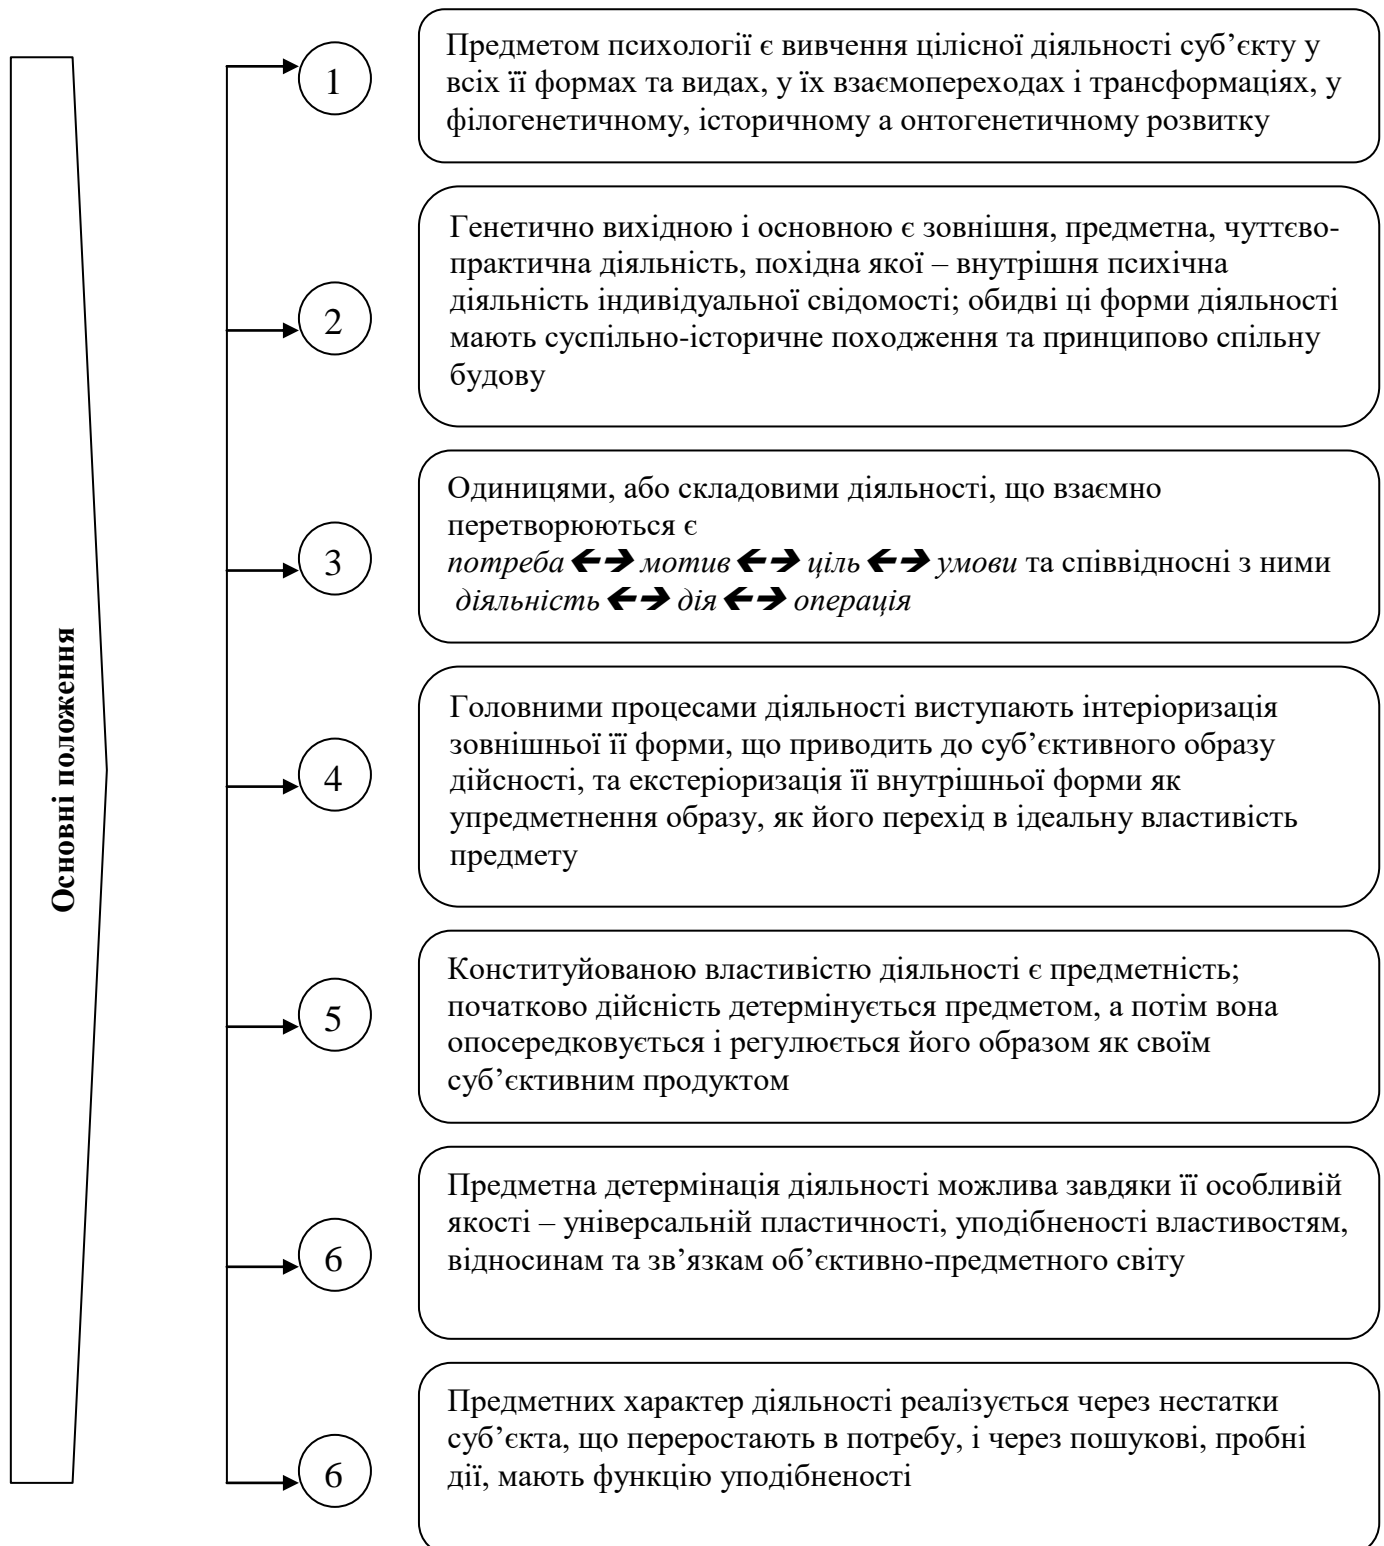 Основні положення
1
Предметом психології є вивчення цілісної діяльності суб’єкту у
всіх її формах та видах, у їх взаємопереходах і трансформаціях, у
філогенетичному, історичному а онтогенетичному розвитку
2
Генетично вихідною і основною є зовнішня, предметна, чуттєво-
практична діяльність, похідна якої – внутрішня психічна
діяльність індивідуальної свідомості; обидві ці форми діяльності
мають суспільно-історичне походження та принципово спільну
будову
3
Одиницями, або складовими діяльності, що взаємно
перетворюються є
потреба 🡸🡺 мотив 🡸🡺 ціль 🡸🡺 умови та співвідносні з ними
діяльність 🡸🡺 дія 🡸🡺 операція
4
Головними процесами діяльності виступають інтеріоризація
зовнішньої її форми, що приводить до суб’єктивного образу
дійсності, та екстеріоризація її внутрішньої форми як
упредметнення образу, як його перехід в ідеальну властивість
предмету
5
Конституйованою властивістю діяльності є предметність;
початково дійсність детермінується предметом, а потім вона
опосередковується і регулюється його образом як своїм
суб’єктивним продуктом
6
Предметна детермінація діяльності можлива завдяки її особливій
якості – універсальній пластичності, уподібненості властивостям,
відносинам та зв’язкам об’єктивно-предметного світу
6
Предметних характер діяльності реалізується через нестатки
суб’єкта, що переростають в потребу, і через пошукові, пробні
дії, мають функцію уподібненості